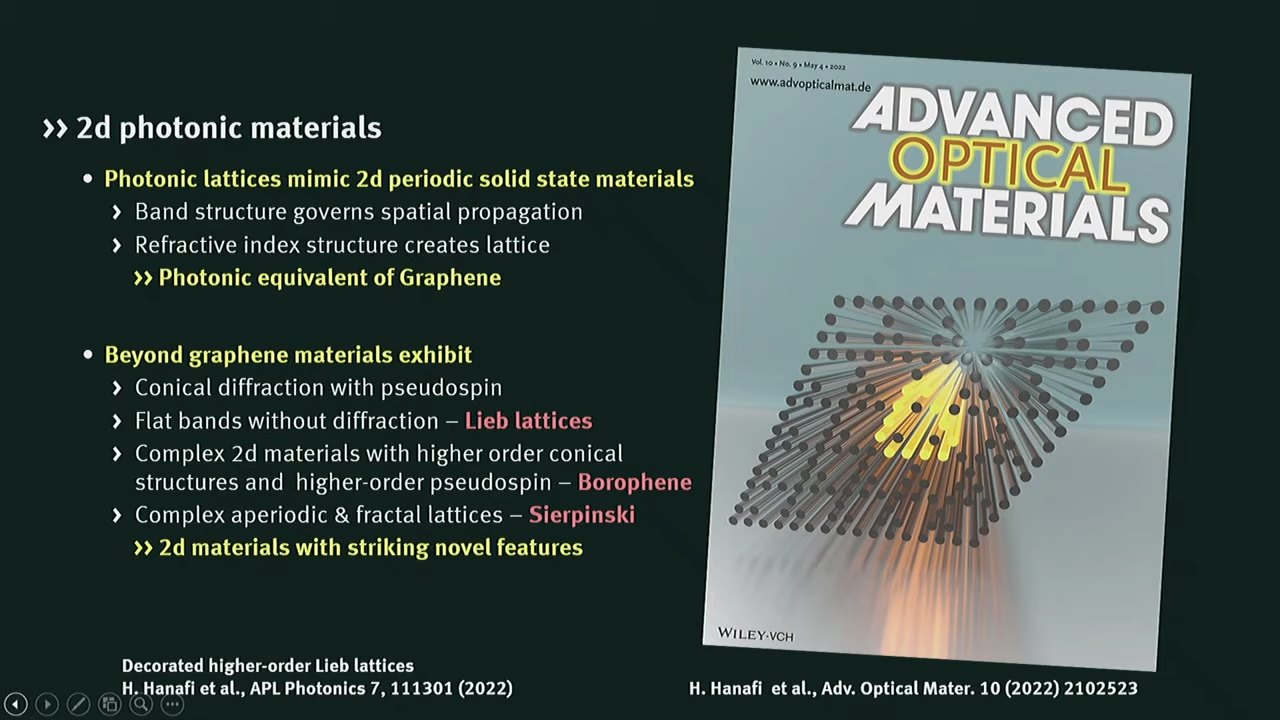 ›› 2d photonic materials
• Photonic lattices mimic 2d periodic solid state materials
› Band structure governs spatial propagation
› Refractive index structure creates lattice
›› Photonic equivalent of Graphene
• Beyond graphene materials exhibit
› Conical diffraction with pseudospin
› Flat bands without diffraction – Lieb lattices
› Complex 2d materials with higher order conical
structures and higher-order pseudospin – Borophene
› Complex aperiodic & fractal lattices – Sierpinski
›› 2d materials with striking novel features
Decorated higher-order Lieb lattices
H. Hanafi et al., APL Photonics 7, 111301 (2022)
Vol. 10 • No. 9 • May 4 • 2022
www.advopticalmat.de
ADVANCED
OPTICAL
MATERIALS
WILEY-VCH
H. Hanafi et al., Adv. Optical Mater. 10 (2022) 2102523